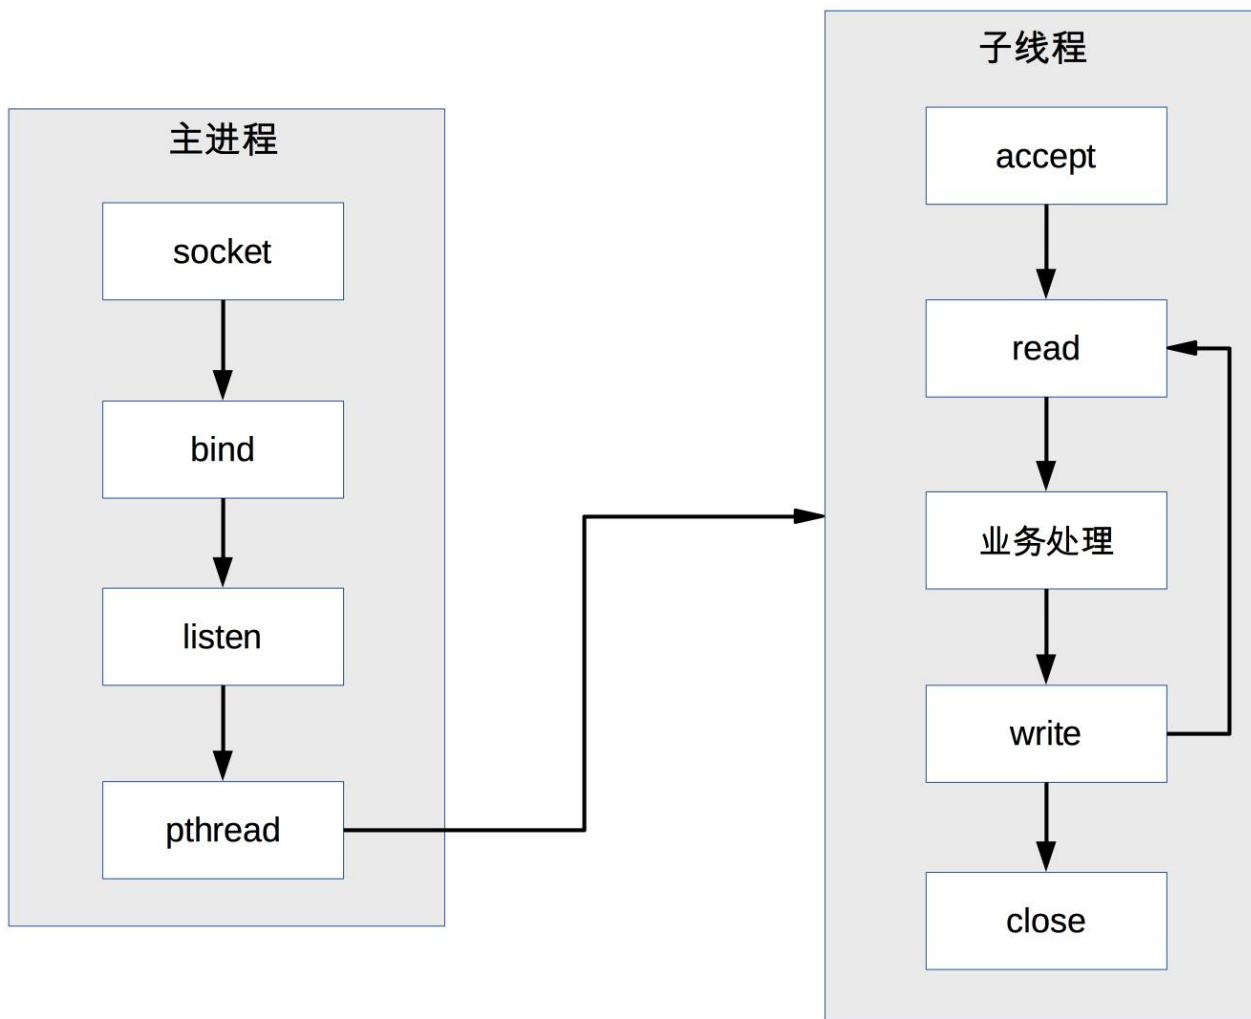 主进程
socket
bind
listen
pthread
子线程
accept
read
业务处理
write
close